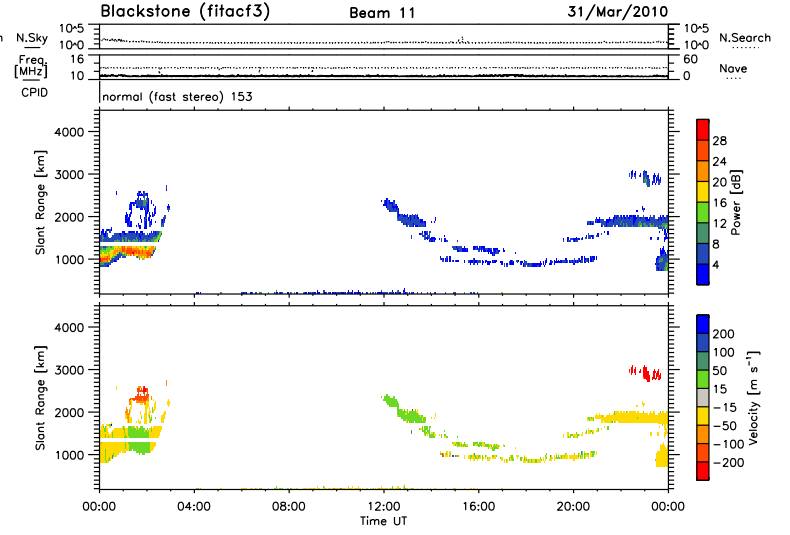 Blackstone (fitacf3)
Beam 11
31/Mar/2010
n N.Sky
10^5
10^0
10^5
10^0
N.Search
Freq.
[MHz]
16
10
60
0
Nave
CPID
normal (fast stereo) 153
Slant Range [km]
4000
3000
2000
1000
28
24
20
16
12
8
4
Power [dB]
Slant Range [km]
4000
3000
2000
1000
200
100
50
15
-15
-50
-100
-200
Velocity [m s⁻¹]
00:00 04:00 08:00 12:00 16:00 20:00 00:00
Time UT